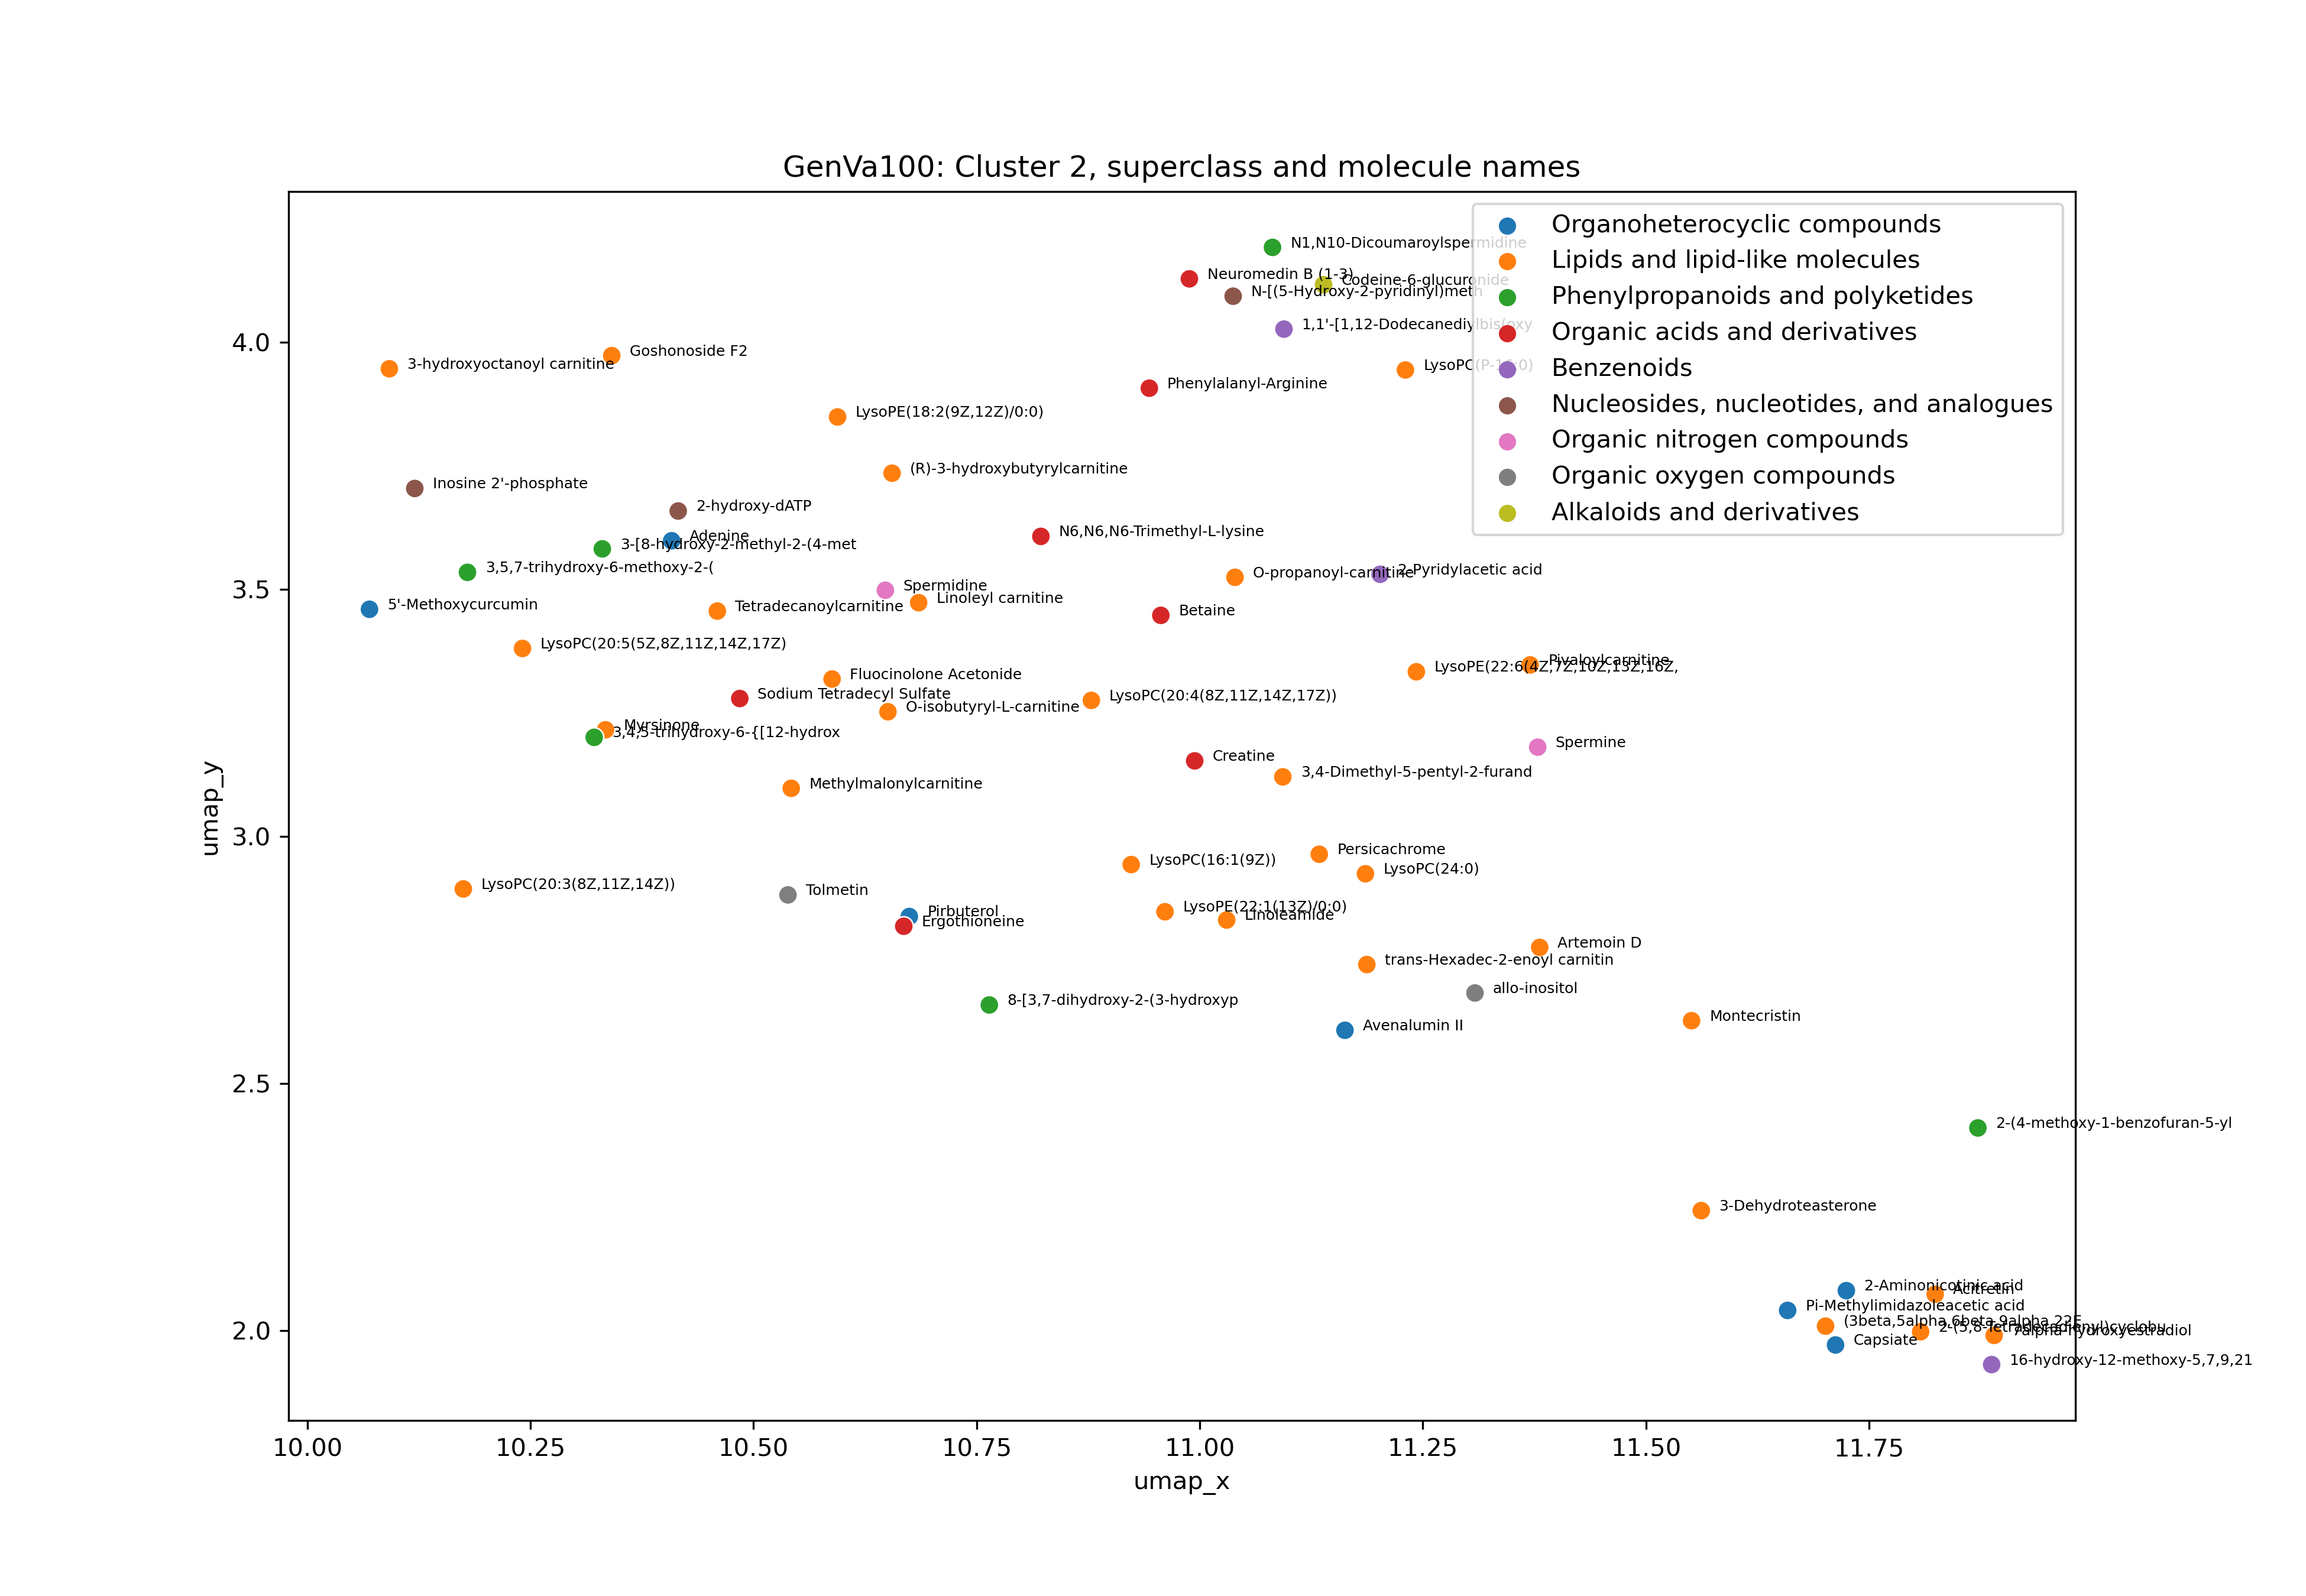 GenVa100: Cluster 2, superclass and molecule names
Organoheterocyclic compounds
Lipids and lipid-like molecules
Phenylpropanoids and polyketides
Organic acids and derivatives
Benzenoids
Nucleosides, nucleotides, and analogues
Organic nitrogen compounds
Organic oxygen compounds
Alkaloids and derivatives
N1,N10-Dicoumaroylspermidine
Neuromedin B (1-3)
Codeine-6-glucuronide
N-[(5-Hydroxy-2-pyridinyl)meth
1,1'-[1,12-Dodecanediylbis(oxy
4.0
Goshonoside F2
3-hydroxyoctanoyl carnitine
LysoPC(P-16:0)
Phenylalanyl-Arginine
LysoPE(18:2(9Z,12Z)/0:0)
(R)-3-hydroxybutyrylcarnitine
Inosine 2'-phosphate
2-hydroxy-dATP
Adenine
N6,N6,N6-Trimethyl-L-lysine
3-[8-hydroxy-2-methyl-2-(4-met
3,5,7-trihydroxy-6-methoxy-2-(
O-propanoyl-carnitine
2-Pyridylacetic acid
3.5
Spermidine
Linoleyl carnitine
5'-Methoxycurcumin
Tetradecanoylcarnitine
Betaine
LysoPC(20:5(5Z,8Z,11Z,14Z,17Z)
Pivaloylcarnitine
LysoPE(22:6(4Z,7Z,10Z,13Z,16Z,
Fluocinolone Acetonide
Sodium Tetradecyl Sulfate
LysoPC(20:4(8Z,11Z,14Z,17Z))
O-isobutyryl-L-carnitine
Myrsinone
3,4,5-trihydroxy-6-{[12-hydrox
Spermine
Creatine
3,4-Dimethyl-5-pentyl-2-furand
Methylmalonylcarnitine
3.0
umap_y
Persicachrome
LysoPC(16:1(9Z))
LysoPC(24:0)
LysoPC(20:3(8Z,11Z,14Z))
Tolmetin
Pirbuterol
Ergothioneine
LysoPE(22:1(13Z)/0:0)
Linoleamide
Artemoin D
trans-Hexadec-2-enoyl carnitin
allo-inositol
8-[3,7-dihydroxy-2-(3-hydroxyp
Avenalumin II
Montecristin
2.5
2-(4-methoxy-1-benzofuran-5-yl
3-Dehydroteasterone
2-Aminonicotinic acid
Acitretin
Pi-Methylimidazoleacetic acid
(3beta,5alpha,6beta,9alpha,22E
2-(5,8-Tetradecadienyl)cyclobu
7alpha-hydroxyestradiol
2.0
Capsiate
16-hydroxy-12-methoxy-5,7,9,21
10.00
10.25
10.50
10.75
11.00
11.25
11.50
11.75
umap_x